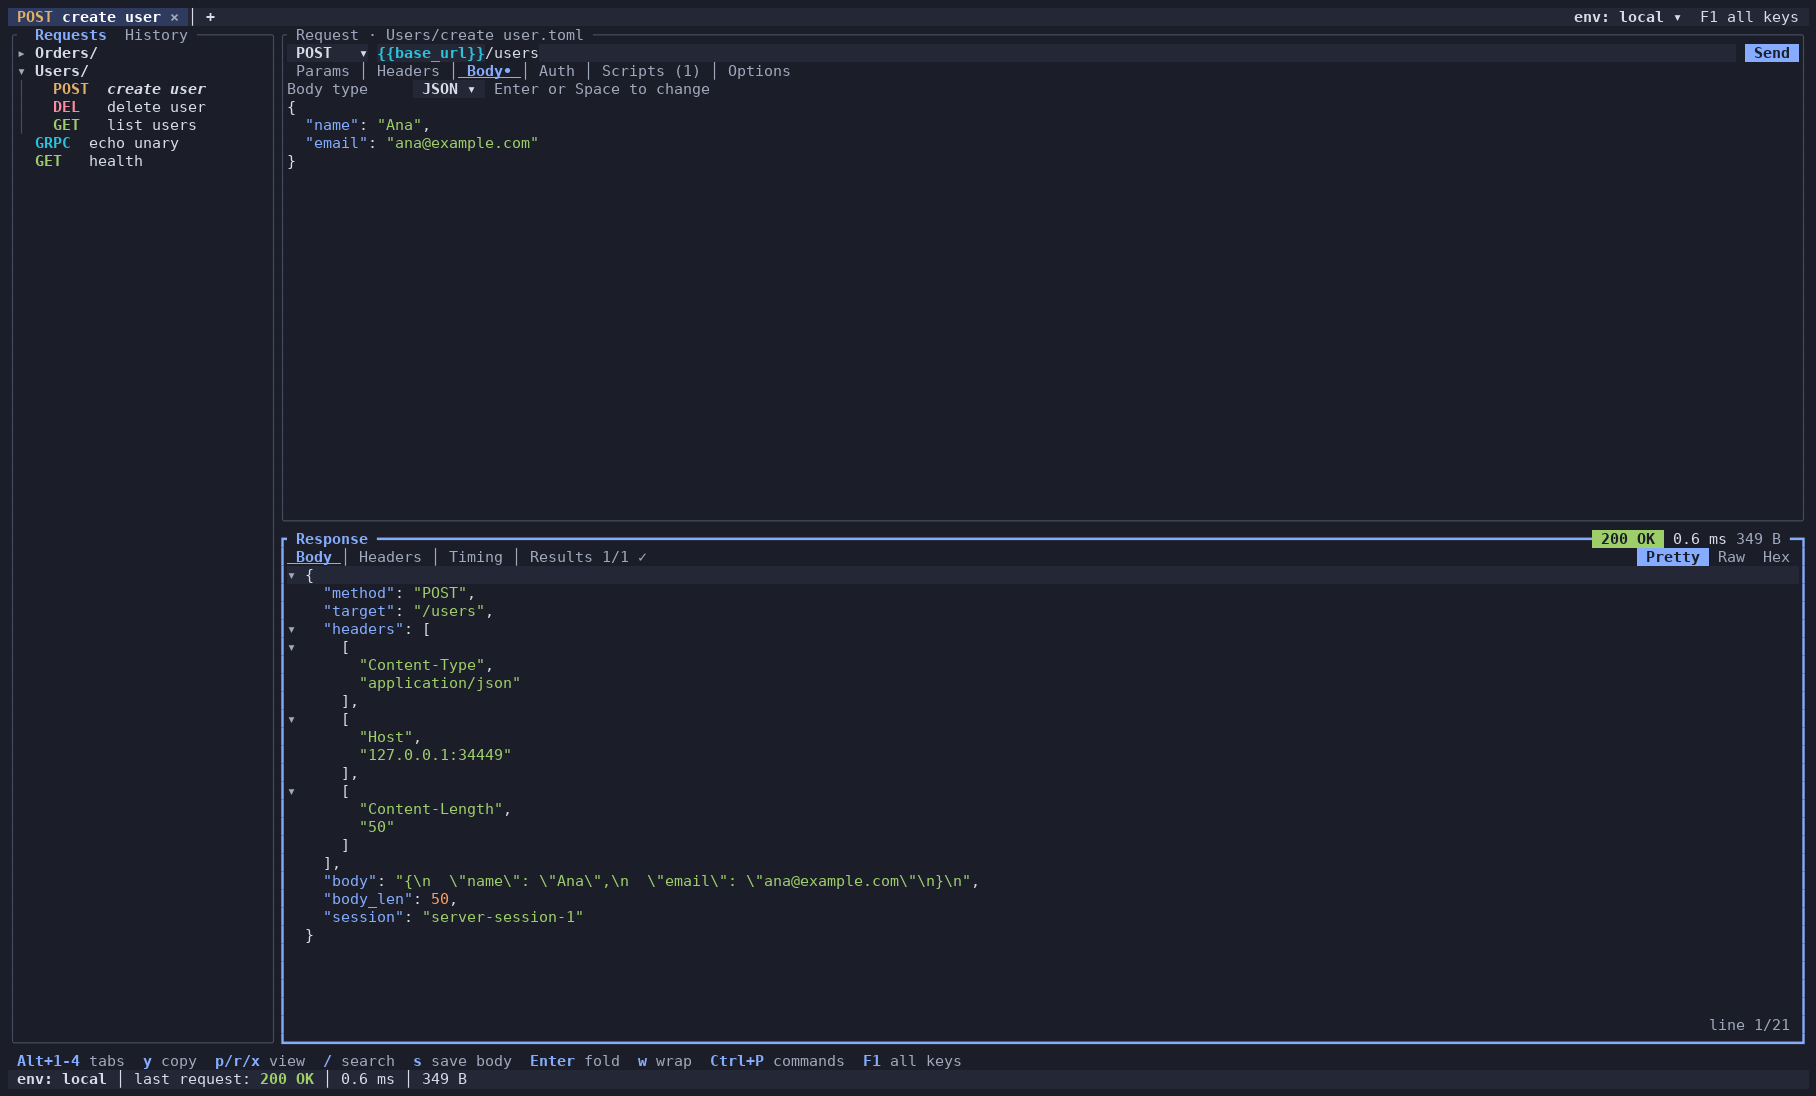 POST create user × │ +    env: local ▾  F1 all keys
Requests  History
▸ Orders/
▾ Users/
POST  create user
DEL   delete user
GET   list users
GRPC  echo unary
GET   health
Request · Users/create user.toml
POST   ▾ {{base_url}}/users    Send
Params │ Headers │ Body• │ Auth │ Scripts (1) │ Options
Body type     JSON ▾  Enter or Space to change
{
  "name": "Ana",
  "email": "ana@example.com"
}
Response    200 OK  0.6 ms 349 B
Body │ Headers │ Timing │ Results 1/1 ✓    Pretty  Raw  Hex
▾ {
    "method": "POST",
    "target": "/users",
▾   "headers": [
▾     [
        "Content-Type",
        "application/json"
      ],
▾     [
        "Host",
        "127.0.0.1:34449"
      ],
▾     [
        "Content-Length",
        "50"
      ]
    ],
    "body": "{\n  \"name\": \"Ana\",\n  \"email\": \"ana@example.com\"\n}\n",
    "body_len": 50,
    "session": "server-session-1"
  }
line 1/21
Alt+1-4 tabs  y copy  p/r/x view  / search  s save body  Enter fold  w wrap  Ctrl+P commands  F1 all keys
env: local │ last request: 200 OK │ 0.6 ms │ 349 B